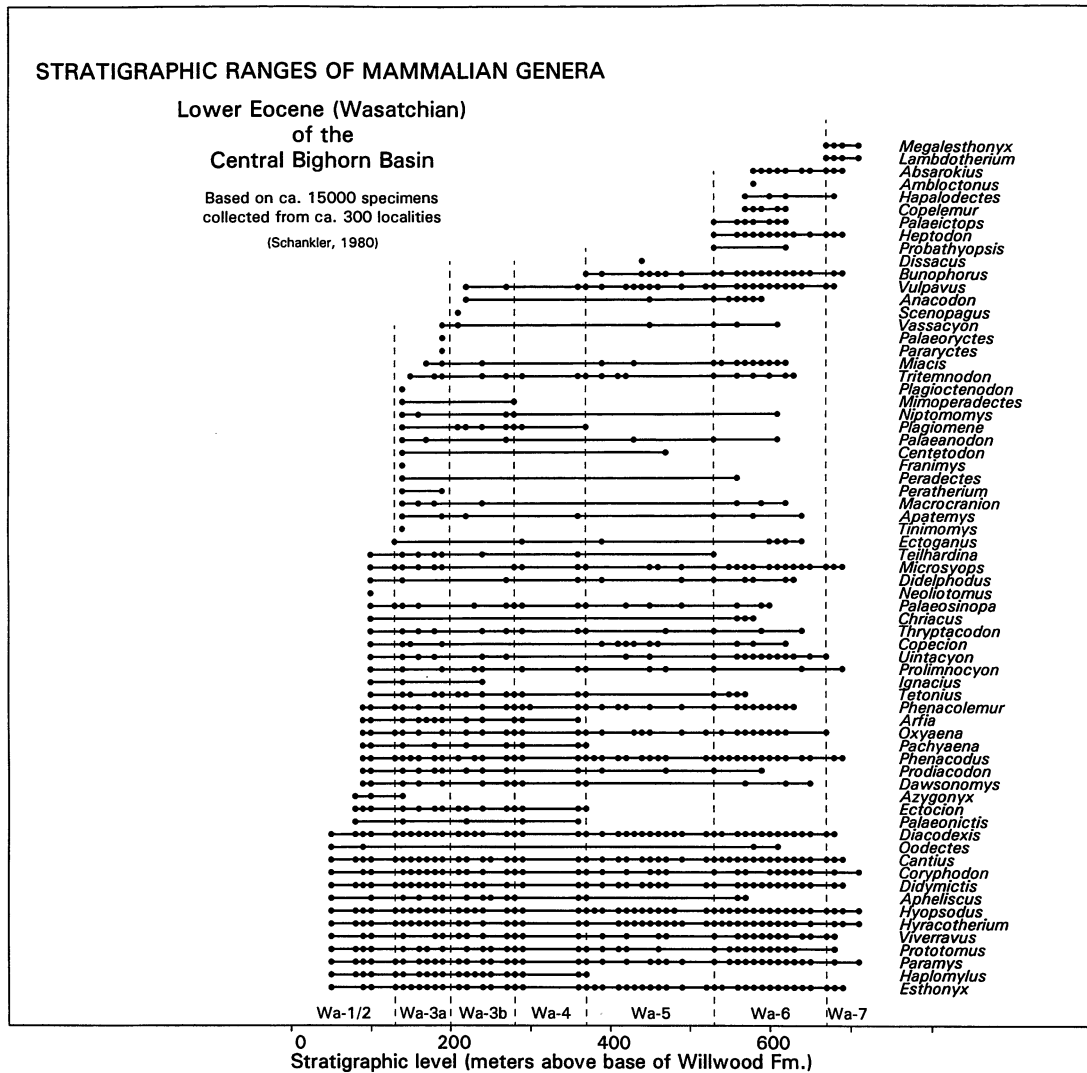 STRATIGRAPHIC RANGES OF MAMMALIAN GENERA
Lower Eocene (Wasatchian)
of the
Central Bighorn Basin
Based on ca. 15000 specimens
collected from ca. 300 localities
(Schankler, 1980)
Megalesthonyx
Lambdotherium
Absarokius
Ambloctonus
Hapalodectes
Copelemur
Palaeictops
Heptodon
Probathyopsis
Dissacus
Bunophorus
Vulpavus
Anacodon
Scenopagus
Vassacyon
Palaeoryctes
Pararyctes
Miacis
Tritemnodon
Plagioctenodon
Mimoperadectes
Niptomomys
Plagiomene
Palaeanodon
Centetodon
Franimys
Peradectes
Peratherium
Macrocranion
Apatemys
Tinimomys
Ectoganus
Teilhardina
Microsyops
Didelphodus
Neoliotomus
Palaeosinopa
Chriacus
Thryptacodon
Copecion
Uintacyon
Prolimnocyon
Ignacius
Tetonius
Phenacolemur
Arfia
Oxyaena
Pachyaena
Phenacodus
Prodiacodon
Dawsonomys
Azygonyx
Ectocion
Palaeonictis
Diacodexis
Oodectes
Cantius
Coryphodon
Didymictis
Apheliscus
Hyopsodus
Hyracotherium
Viverravus
Prototomus
Paramys
Haplomylus
Esthonyx
Wa-1/2 Wa-3a Wa-3b Wa-4 Wa-5 Wa-6 Wa-7
0 200 400 600
Stratigraphic level (meters above base of Willwood Fm.)